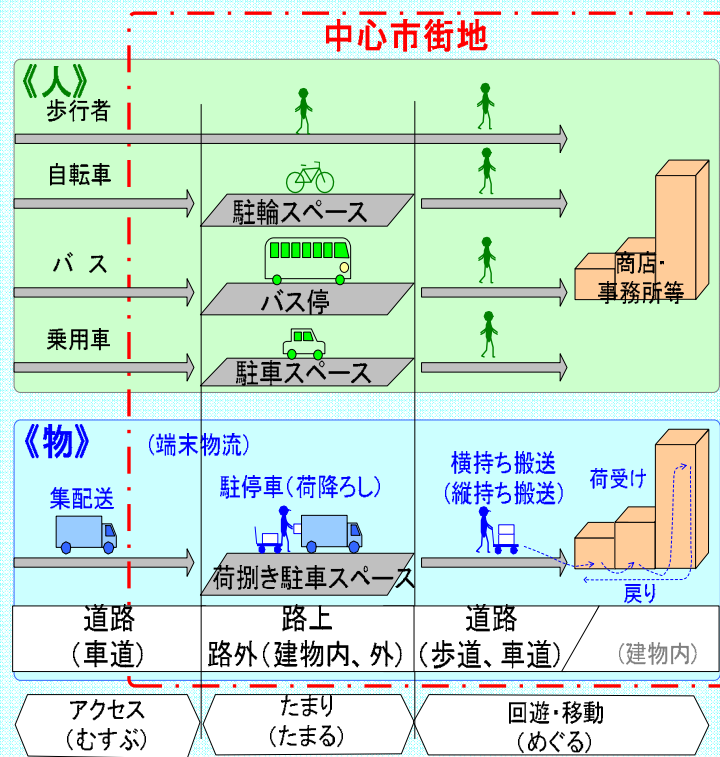 中心市街地
《人》
歩行者
自転車
駐輪スペース
バス
バス停
乗用車
駐車スペース
商店・
事務所等
《物》
(端末物流)
集配送
駐停車(荷降ろし)
荷捌き駐車スペース
横持ち搬送
(縦持ち搬送)
荷受け
戻り
道路
(車道)
路上
路外(建物内、外)
道路
(歩道、車道)
(建物内)
アクセス
(むすぶ)
たまり
(たまる)
回遊・移動
(めぐる)